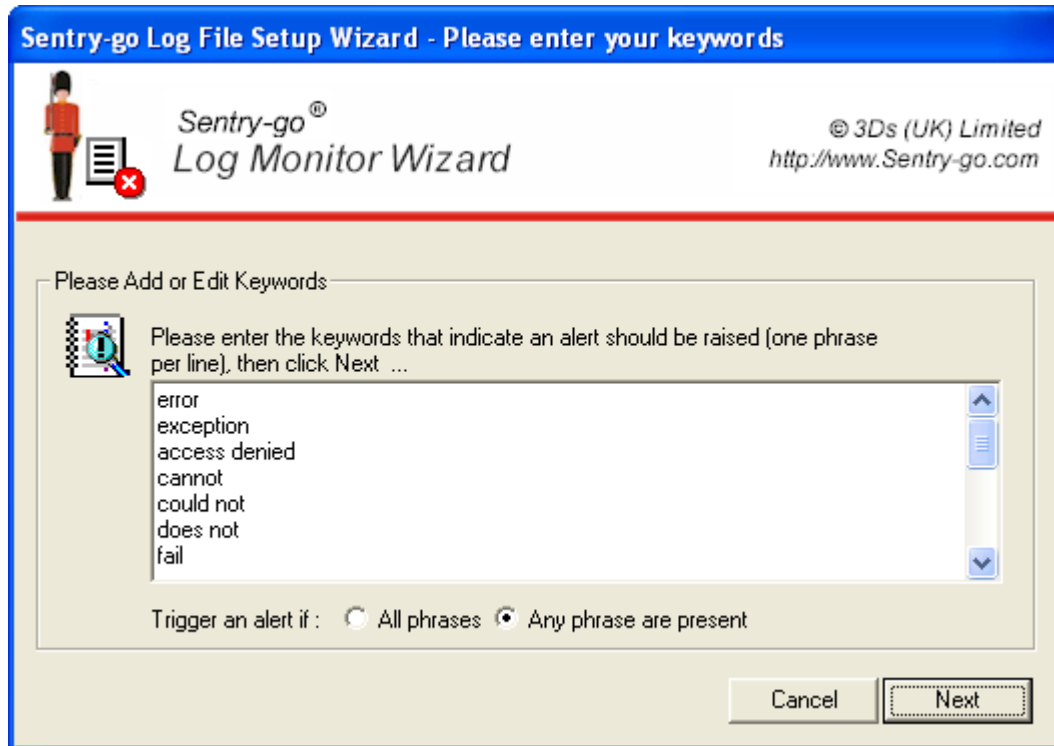 Sentry-go Log File Setup Wizard - Please enter your keywords
Sentry-go®
Log Monitor Wizard
© 3Ds (UK) Limited
http://www.Sentry-go.com
Please Add or Edit Keywords
Please enter the keywords that indicate an alert should be raised (one phrase
per line), then click Next ...
error
exception
access denied
cannot
could not
does not
fail
Trigger an alert if : All phrases Any phrase are present
Cancel Next